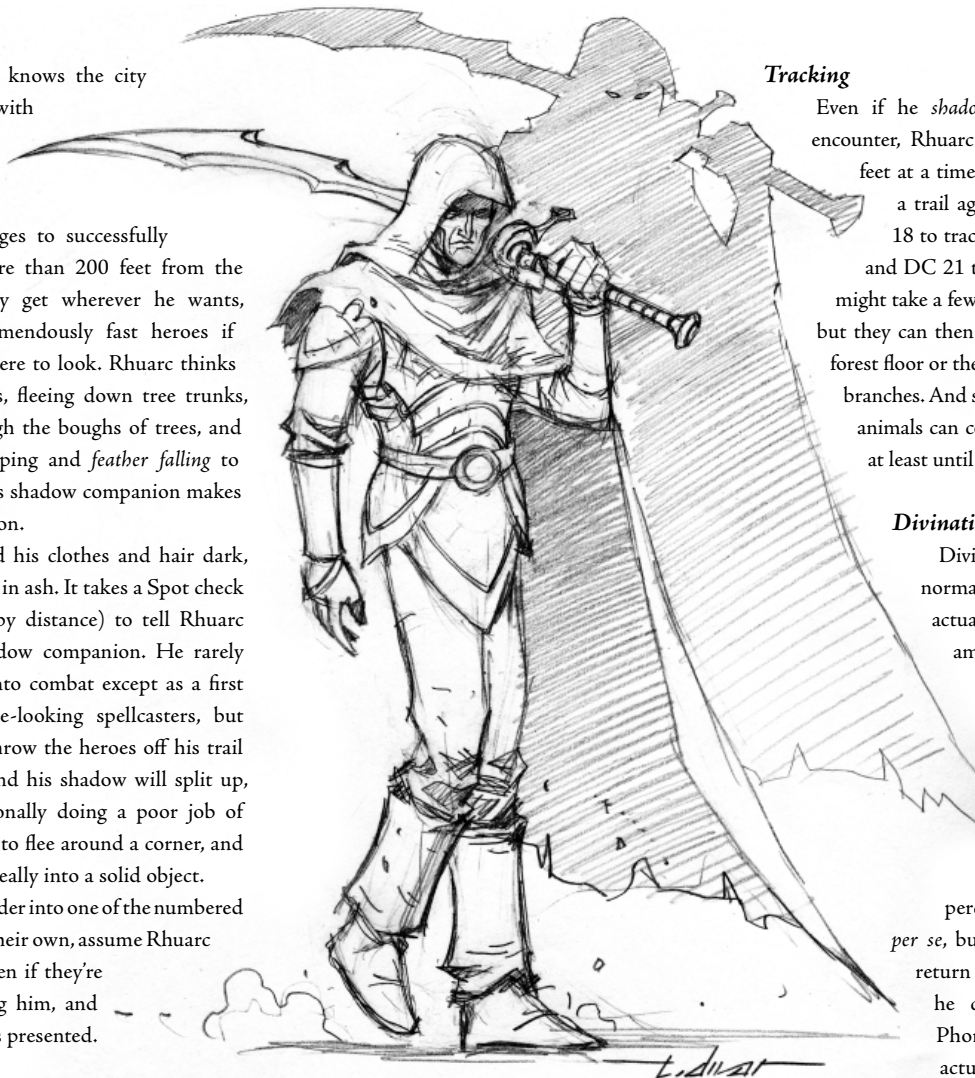 knows the city
with
ges to successfully
re than 200 feet from the
y get wherever he wants,
mendously fast heroes if
ere to look. Rhuarc thinks
s, fleeing down tree trunks,
gh the boughs of trees, and
ping and feather falling to
s shadow companion makes
on.
d his clothes and hair dark,
in ash. It takes a Spot check
by distance) to tell Rhuarc
dow companion. He rarely
nto combat except as a first
e-looking spellcasters, but
hrow the heroes off his trail
nd his shadow will split up,
onally doing a poor job of
to flee around a corner, and
eally into a solid object.
der into one of the numbered
heir own, assume Rhuarc
en if they're
g him, and
s presented.
Tracking
Even if he shado
encounter, Rhuarc
feet at a time
a trail ag
18 to trac
and DC 21 t
might take a few
but they can then
forest floor or the
branches. And s
animals can c
at least until
Divinati
Divi
norma
actua
am
perc
per se, bu
return
he c
Phor
actu